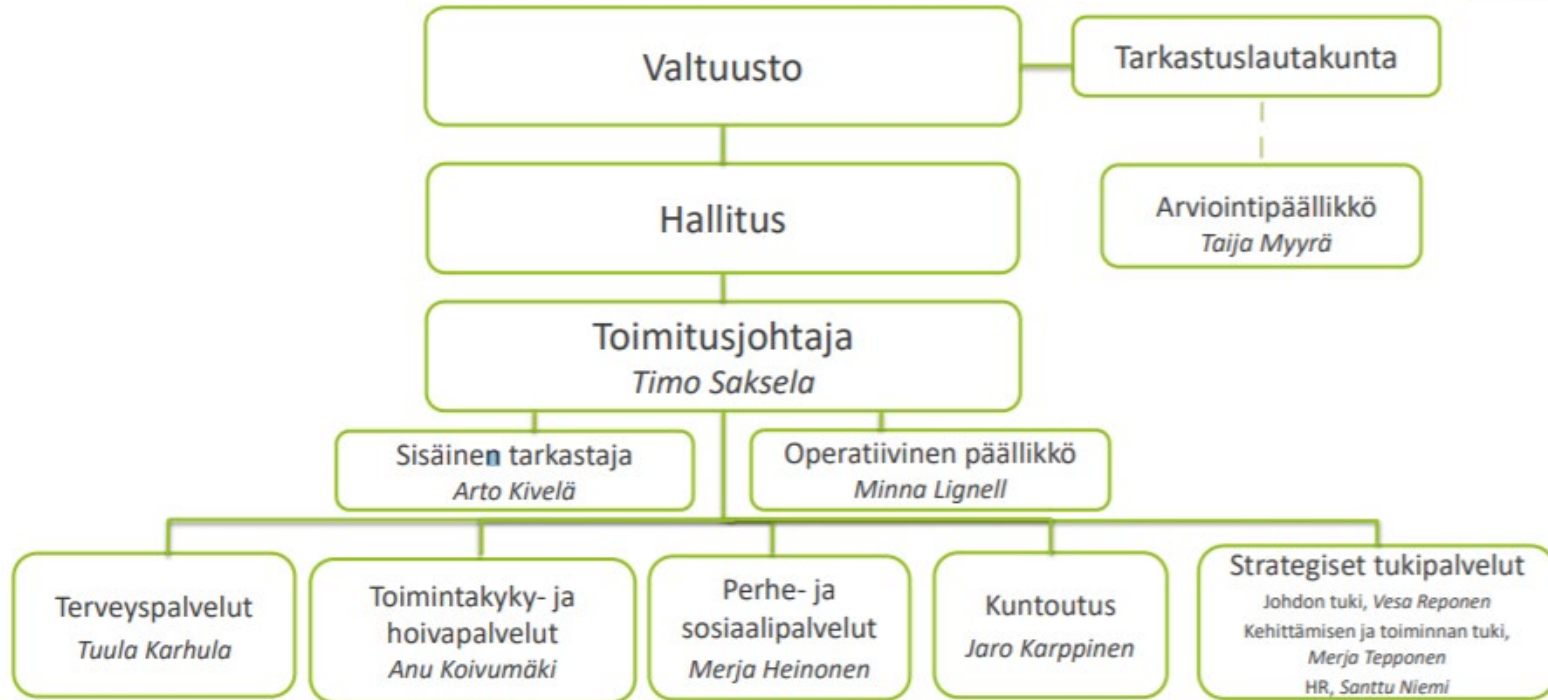 Valtuusto
Tarkastuslautakunta
Hallitus
Arviointipäällikkö
Taija Myyrä
Toimitusjohtaja
Timo Saksela
Sisäinen tarkastaja
Arto Kivelä
Operatiivinen päällikkö
Minna Lignell
Terveyspalvelut
Tuula Karhula
Toimintakyky- ja
hoivapalvelut
Anu Koivumäki
Perhe- ja
sosiaalipalvelut
Merja Heinonen
Kuntoutus
Jaro Karppinen
Strategiset tukipalvelut
Johdon tuki, Vesa Reponen
Kehittämisen ja toiminnan tuki,
Merja Tepponen
HR, Santtu Niemi